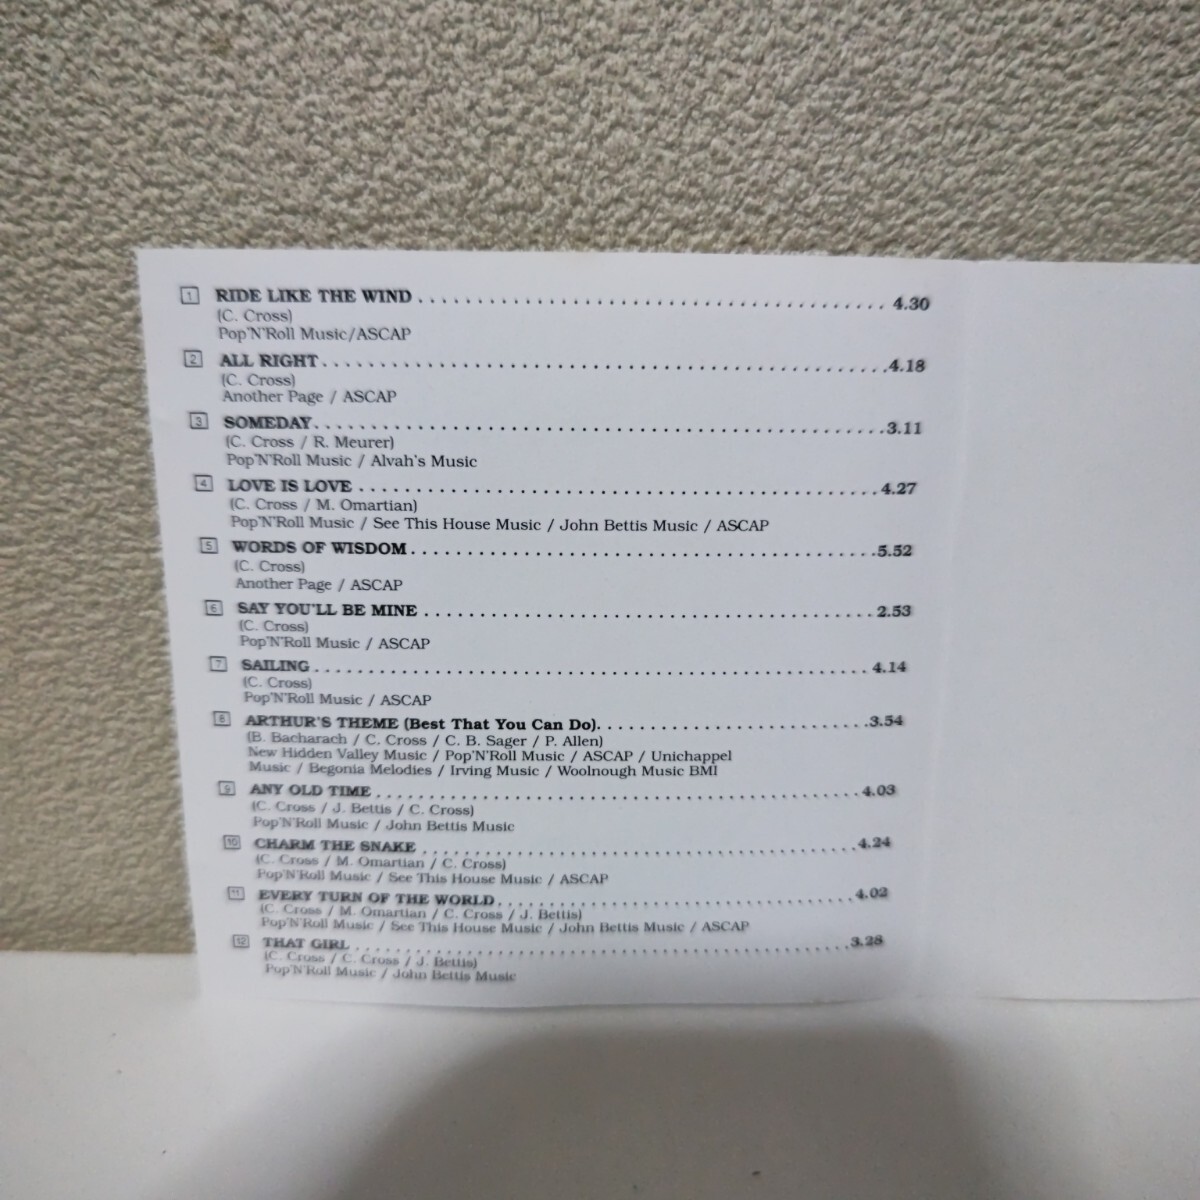 1 RIDE LIKE THE WIND ........................................ 4.30
(C. Cross)
Pop'N'Roll Music/ASCAP
2 ALL RIGHT ................................................ 4.18
(C. Cross)
Another Page / ASCAP
3 SOMEDAY ................................................ 3.11
(C. Cross / R. Meurer)
Pop'N'Roll Music / Alvah's Music
4 LOVE IS LOVE ............................................ 4.27
(C. Cross / M. Omartian)
Pop'N'Roll Music / See This House Music / John Bettis Music / ASCAP
5 WORDS OF WISDOM ........................................ 5.52
(C. Cross)
Another Page / ASCAP
6 SAY YOU'LL BE MINE ...................................... 2.53
(C. Cross)
Pop'N'Roll Music / ASCAP
7 SAILING ................................................ 4.14
(C. Cross)
Pop'N'Roll Music / ASCAP
8 ARTHUR'S THEME (Best That You Can Do) ....................... 3.54
(B. Bacharach / C. Cross / C. B. Sager / P. Allen)
New Hidden Valley Music / Pop'N'Roll Music / ASCAP / Unichappel
Music / Begonia Melodies / Irving Music / Woolnough Music BMI
9 ANY OLD TIME ............................................ 4.03
(C. Cross / J. Bettis / C. Cross)
Pop'N'Roll Music / John Bettis Music
10 CHARM THE SNAKE ........................................ 4.24
(C. Cross / M. Omartian / C. Cross)
Pop'N'Roll Music / See This House Music / ASCAP
11 EVERY TURN OF THE WORLD ................................ 4.02
(C. Cross / M. Omartian / C. Cross / J. Bettis)
Pop'N'Roll Music / See This House Music / John Bettis Music / ASCAP
12 THAT GIRL .............................................. 3.28
(C. Cross / C. Cross / J. Bettis)
Pop'N'Roll Music / John Bettis Music